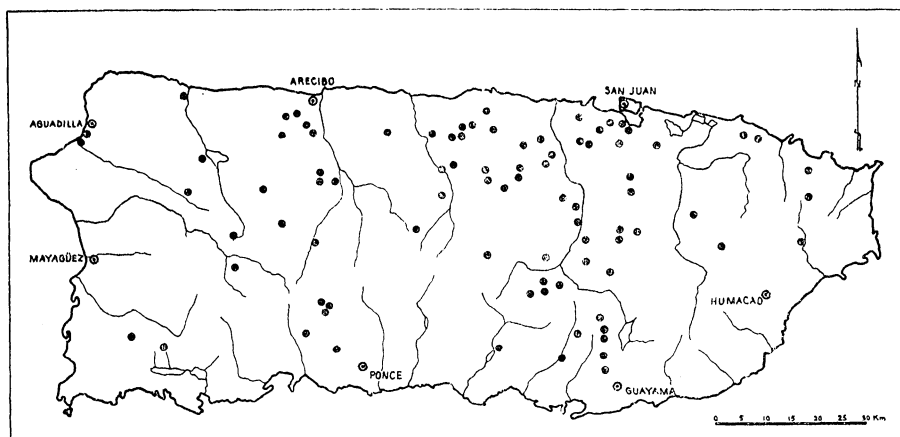 ARECIBO
SAN JUAN
AGUADILLA
N
MAYAGÜEZ
HUMACAO
PONCE
GUAYAMA
0 5 10 15 20 25 30 Km